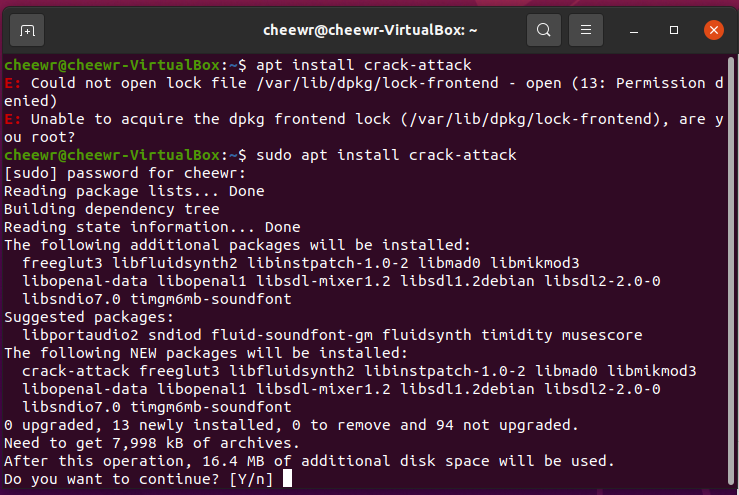 cheewr@cheewr-VirtualBox: ~
cheewr@cheewr-VirtualBox:~$ apt install crack-attack
E: Could not open lock file /var/lib/dpkg/lock-frontend - open (13: Permission d
enied)
E: Unable to acquire the dpkg frontend lock (/var/lib/dpkg/lock-frontend), are y
ou root?
cheewr@cheewr-VirtualBox:~$ sudo apt install crack-attack
[sudo] password for cheewr:
Reading package lists... Done
Building dependency tree
Reading state information... Done
The following additional packages will be installed:
  freeglut3 libfluidsynth2 libinstpatch-1.0-2 libmad0 libmikmod3
  libopenal-data libopenal1 libsdl-mixer1.2 libsdl1.2debian libsdl2-2.0-0
  libsndio7.0 timgm6mb-soundfont
Suggested packages:
  libportaudio2 sndiod fluid-soundfont-gm fluidsynth timidity musescore
The following NEW packages will be installed:
  crack-attack freeglut3 libfluidsynth2 libinstpatch-1.0-2 libmad0 libmikmod3
  libopenal-data libopenal1 libsdl-mixer1.2 libsdl1.2debian libsdl2-2.0-0
  libsndio7.0 timgm6mb-soundfont
0 upgraded, 13 newly installed, 0 to remove and 94 not upgraded.
Need to get 7,998 kB of archives.
After this operation, 16.4 MB of additional disk space will be used.
Do you want to continue? [Y/n]